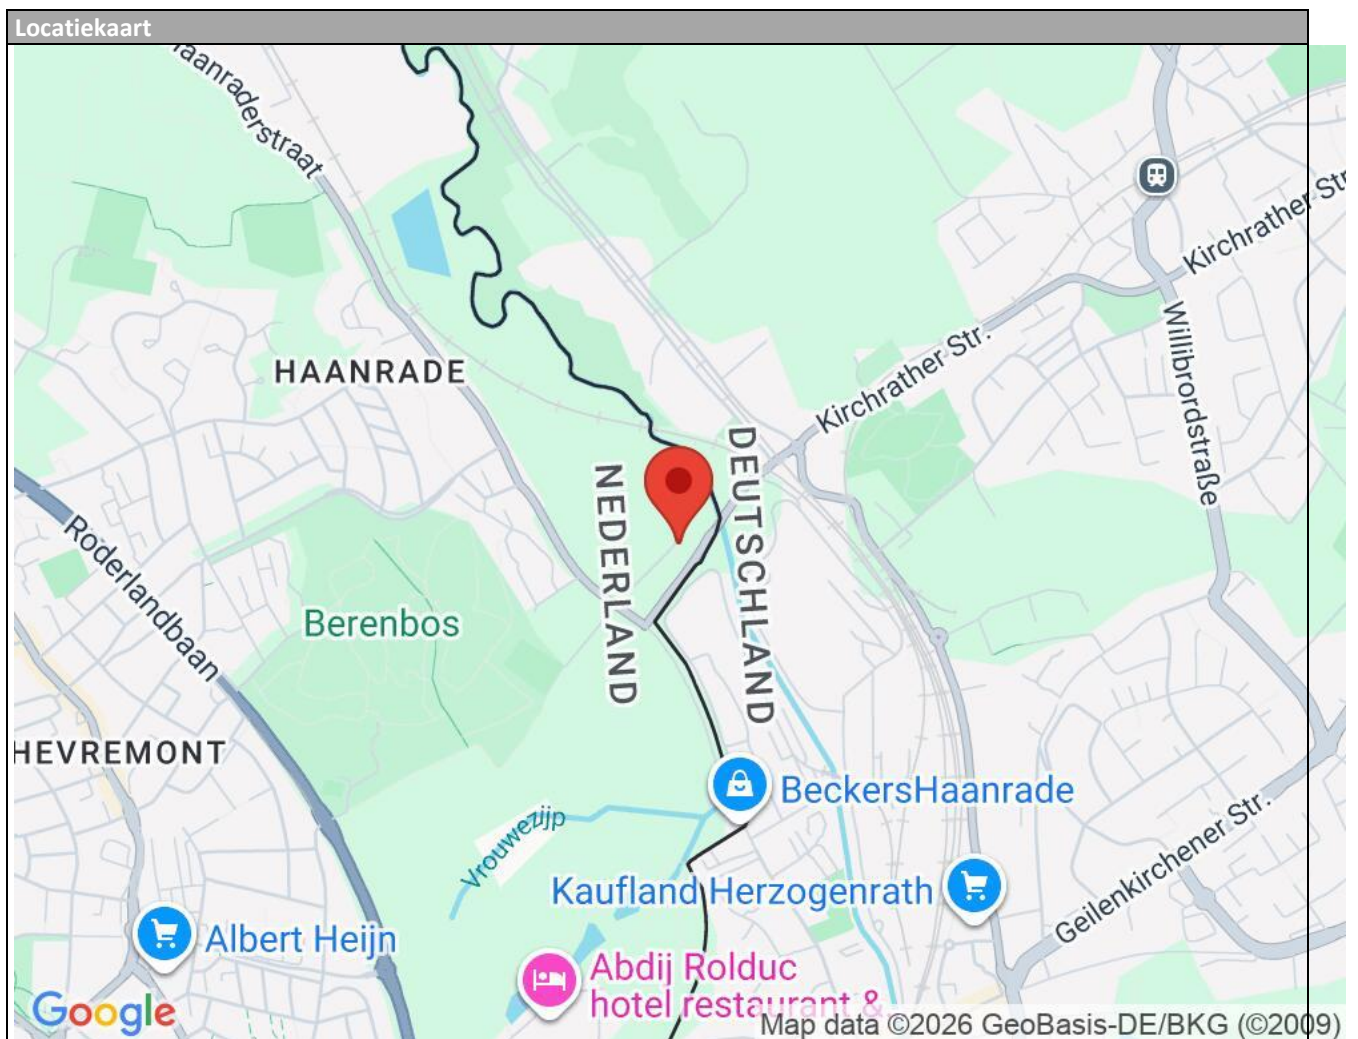 Locatiekaart
Haanraderstraat
Kirchrather Str
HAANRADE
Kirchrather Str.
Willibrordstraße
DEUTSCHLAND
NEDERLAND
Roderlandbaan
Berenbos
HEVREMONT
BeckersHaanrade
Vrouwezijp
Geilenkirchener Str.
Kaufland Herzogenrath
Albert Heijn
Abdij Rolduc
hotel restaurant &
Google
Map data ©2026 GeoBasis-DE/BKG (©2009)